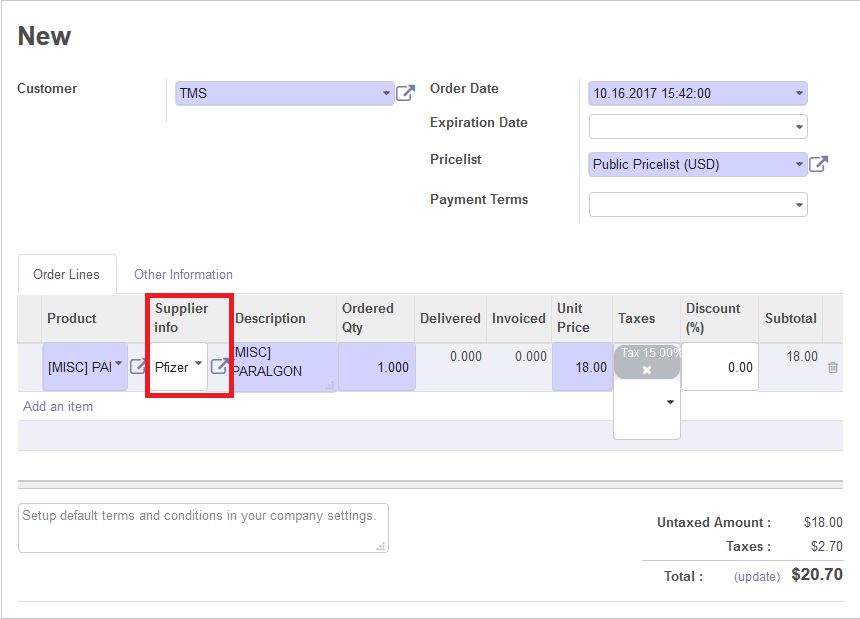 New
Customer
TMS
Order Date
10.16.2017 15:42:00
Expiration Date
Pricelist
Public Pricelist (USD)
Payment Terms
Order Lines
Other Information
Product
Supplier
info
Description
Ordered
Qty
Delivered
Invoiced
Unit
Price
Taxes
Discount
(%)
Subtotal
[MISC] PAI
Pfizer
[MISC]
PARALGON
1.000
0.000
0.000
18.00
Tax 15.00%
0.00
18.00
Add an item
Setup default terms and conditions in your company settings.
Untaxed Amount : $18.00
Taxes : $2.70
Total : (update) $20.70